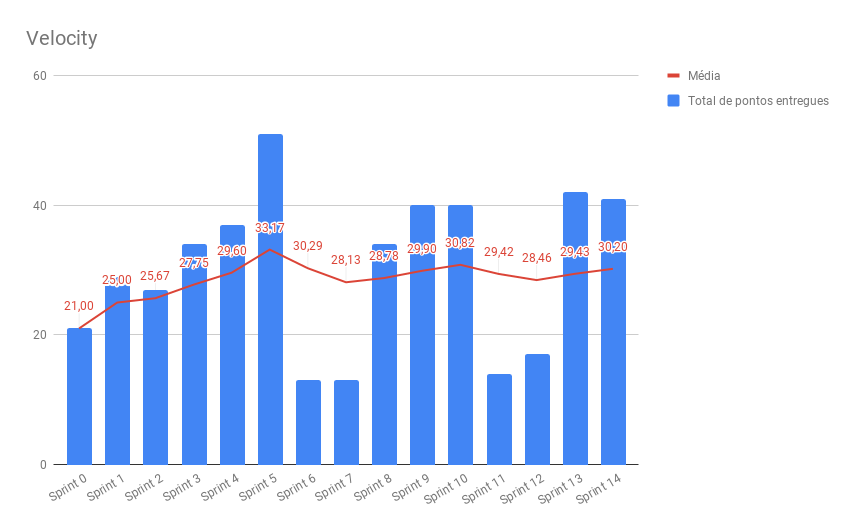 Velocity
Média
Total de pontos entregues
60
40
20
0
21,00
25,00
25,67
27,75
29,60
33,17
30,29
28,13
28,78
29,90
30,82
29,42
28,46
29,43
30,20
Sprint 0
Sprint 1
Sprint 2
Sprint 3
Sprint 4
Sprint 5
Sprint 6
Sprint 7
Sprint 8
Sprint 9
Sprint 10
Sprint 11
Sprint 12
Sprint 13
Sprint 14